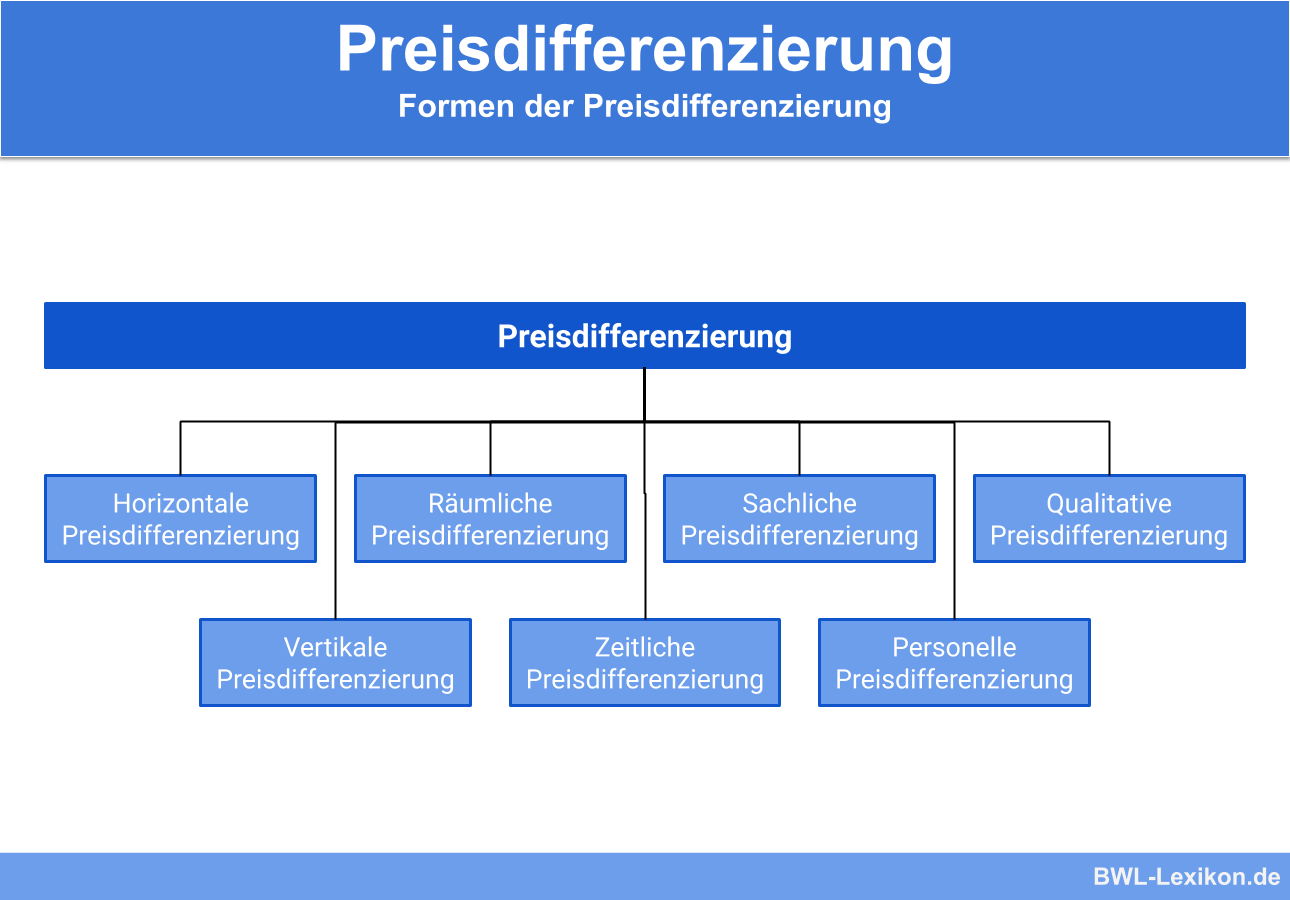 Preisdifferenzierung
Formen der Preisdifferenzierung
Preisdifferenzierung
Horizontale
Preisdifferenzierung
Räumliche
Preisdifferenzierung
Sachliche
Preisdifferenzierung
Qualitative
Preisdifferenzierung
Vertikale
Preisdifferenzierung
Zeitliche
Preisdifferenzierung
Personelle
Preisdifferenzierung
BWL-Lexikon.de